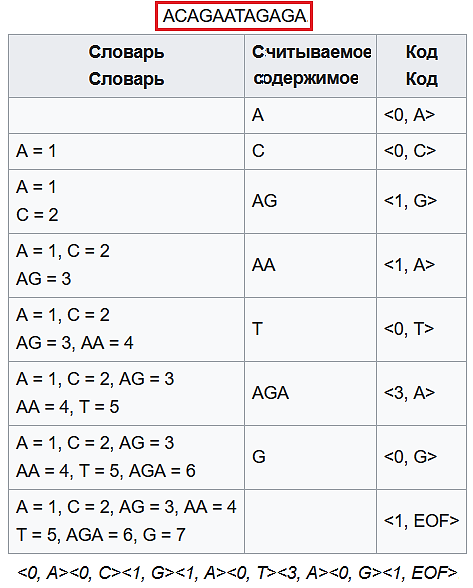 ACAGAATAGAGA
Словарь Считываемое Код
Словарь содержимое Код
A <0, A>
A = 1 C <0, C>
A = 1
C = 2
AG <1, G>
A = 1, C = 2
AG = 3
AA <1, A>
A = 1, C = 2
AG = 3, AA = 4
T <0, T>
A = 1, C = 2, AG = 3
AA = 4, T = 5
AGA <3, A>
A = 1, C = 2, AG = 3
AA = 4, T = 5, AGA = 6
G <0, G>
A = 1, C = 2, AG = 3, AA = 4
T = 5, AGA = 6, G = 7
<1, EOF>
<0, A><0, C><1, G><1, A><0, T><3, A><0, G><1, EOF>